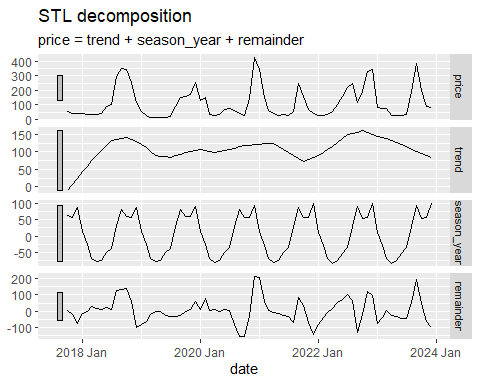 STL decomposition
price = trend + season_year + remainder
400
300
200
100
0
price
150
100
50
0
trend
100
50
0
-50
season_year
200
100
0
-100
remainder
2018 Jan
2020 Jan
2022 Jan
2024 Jan
date